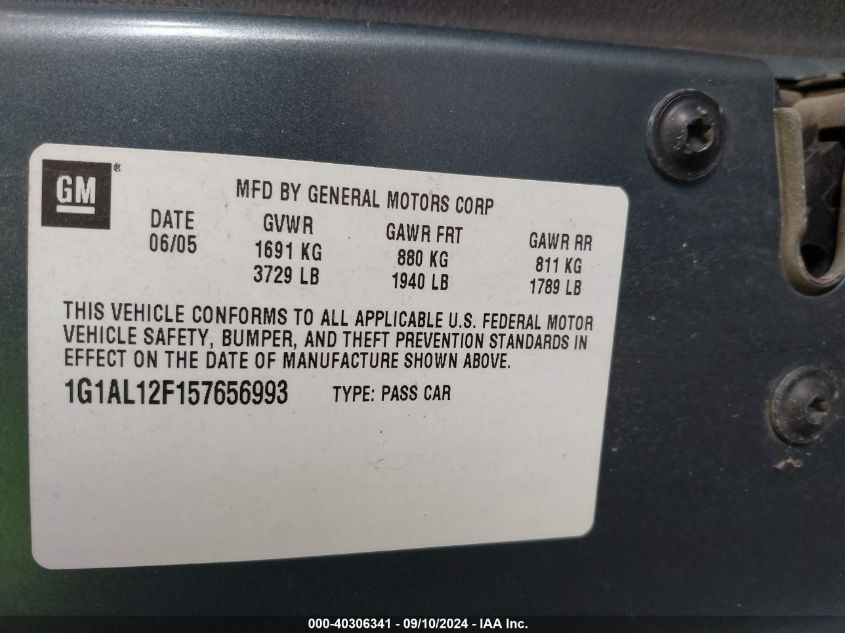 GM®
MFD BY GENERAL MOTORS CORP
DATE GVWR GAWR FRT GAWR RR
06/05 1691 KG 880 KG 811 KG
3729 LB 1940 LB 1789 LB
THIS VEHICLE CONFORMS TO ALL APPLICABLE U.S. FEDERAL MOTOR
VEHICLE SAFETY, BUMPER, AND THEFT PREVENTION STANDARDS IN
EFFECT ON THE DATE OF MANUFACTURE SHOWN ABOVE.
1G1AL12F157656993 TYPE: PASS CAR
000-40306341 - 09/10/2024 - IAA Inc.